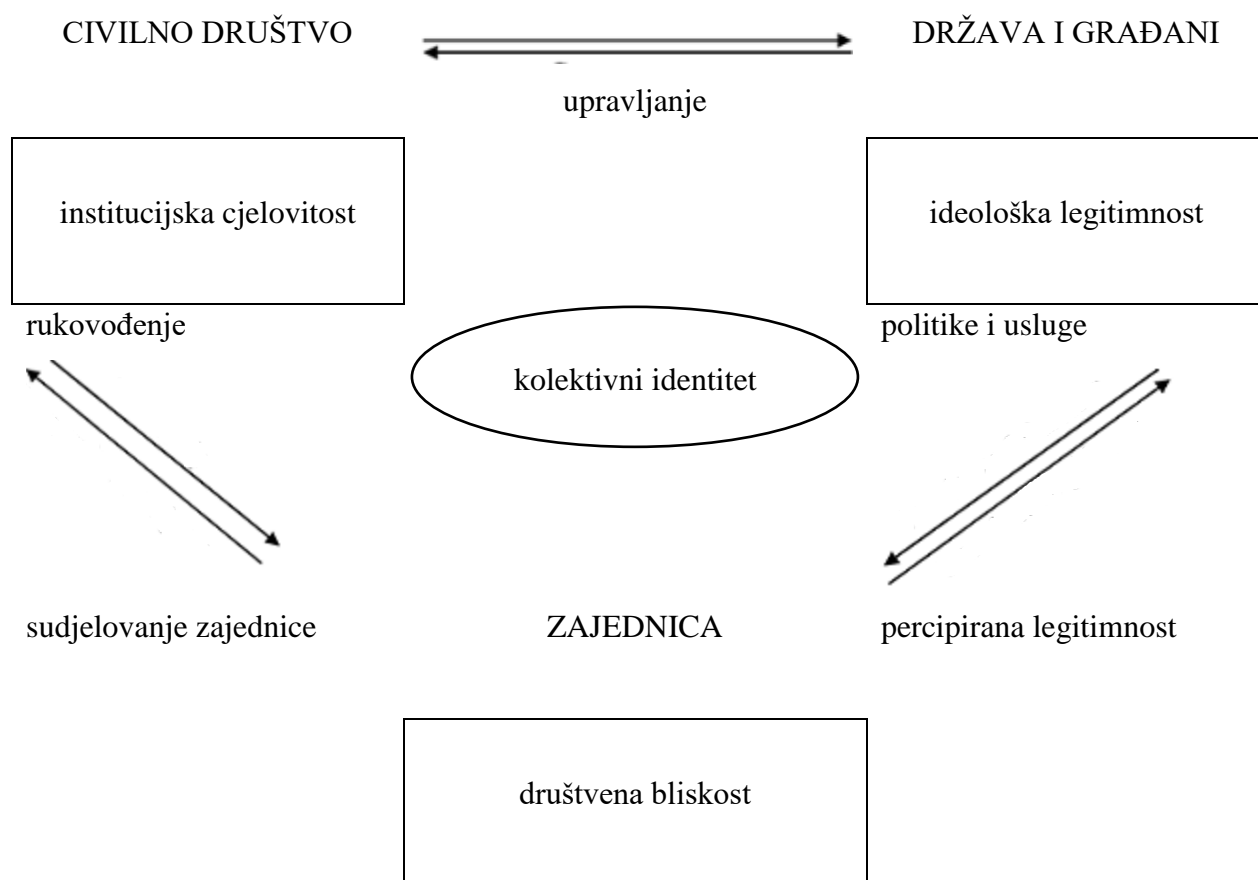 CIVILNO DRUŠTVO
DRŽAVA I GRAĐANI
upravljanje
institucijska cjelovitost
ideološka legitimnost
rukovođenje
politike i usluge
kolektivni identitet
sudjelovanje zajednice
ZAJEDNICA
percipirana legitimnost
društvena bliskost